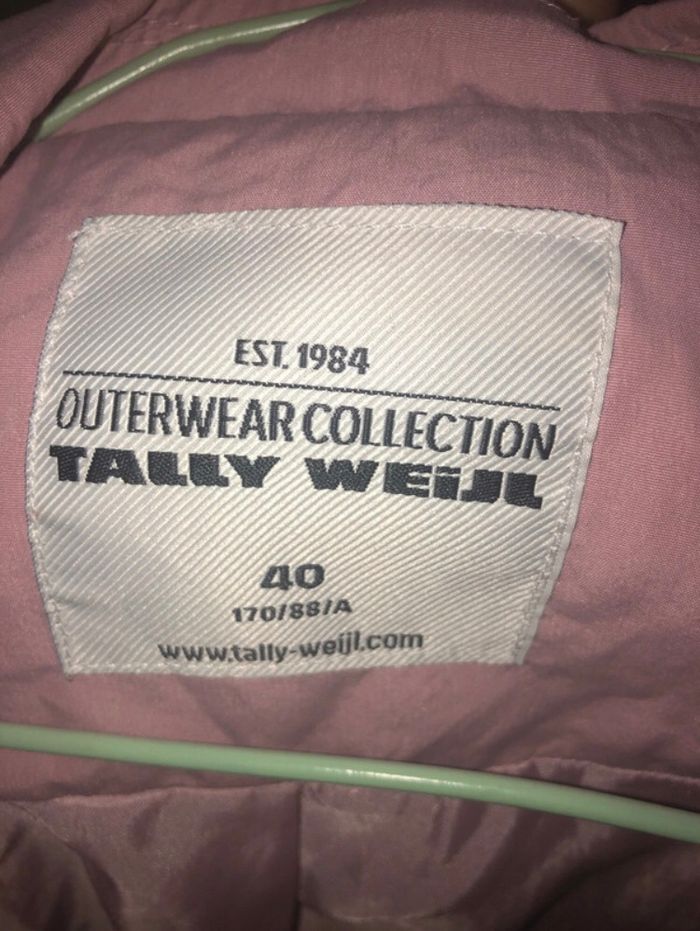 EST. 1984
OUTERWEAR COLLECTION
TALLY WEiJL
40
170/88/A
www.tally-weijl.com